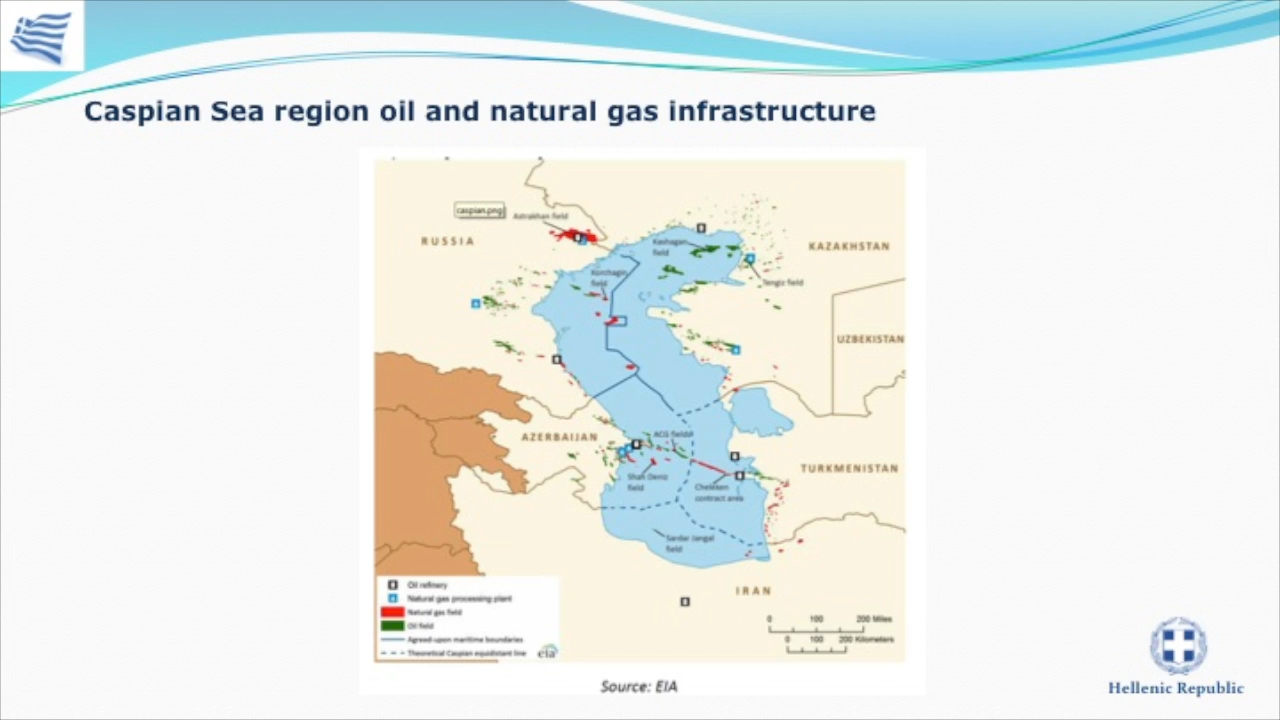 Caspian Sea region oil and natural gas infrastructure
caspian.png
Astrakhan field
RUSSIA
Kashagan
field
KAZAKHSTAN
Korchagin
field
Tengiz field
UZBEKISTAN
AZERBAIJAN
ACG fields
TURKMENISTAN
Shah Deniz
field
Cheleken
contract area
Sardar Jangal
field
IRAN
Oil refinery
Natural gas processing plant
Natural gas field
Oil field
Agreed-upon maritime boundaries
Theoretical Caspian equidistant line
eia
0 100 200 Miles
0 100 200 Kilometers
Source: EIA
Hellenic Republic